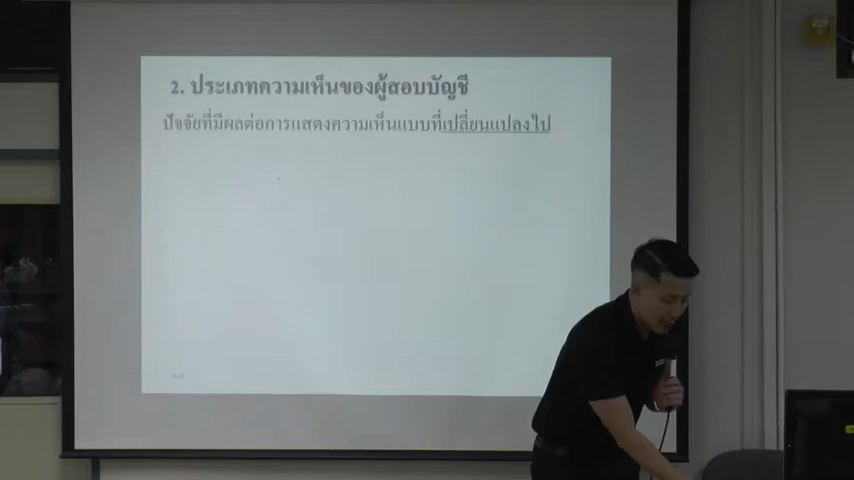 2. ประเภทความเห็นของผู้สอบบัญชี
ปัจจัยที่มีผลต่อการแสดงความเห็นแบบที่เปลี่ยนแปลงไป